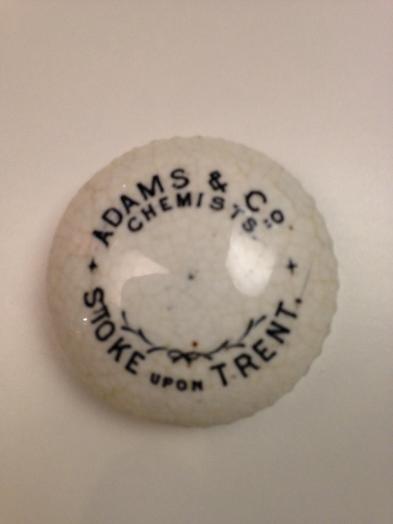 ADAMS & Co
CHEMISTS.
STOKE UPON TRENT.